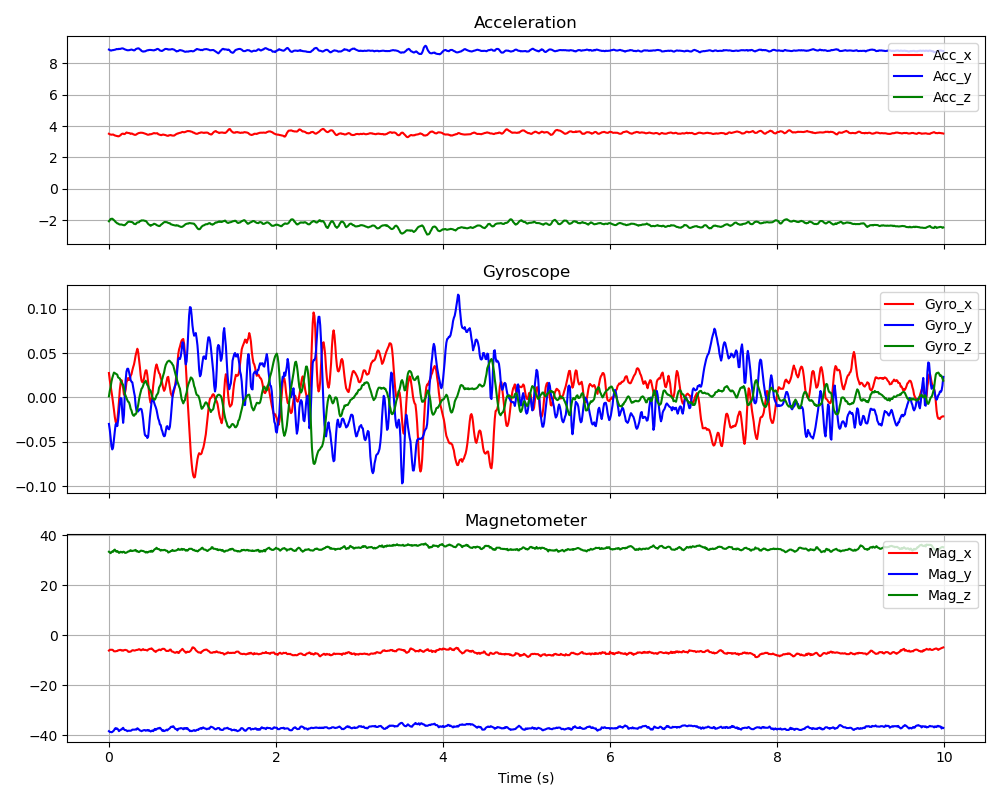 Acceleration
8
6
4
2
0
−2
Acc_x
Acc_y
Acc_z
Gyroscope
0.10
0.05
0.00
−0.05
−0.10
Gyro_x
Gyro_y
Gyro_z
Magnetometer
40
20
0
−20
−40
Mag_x
Mag_y
Mag_z
0 2 4 6 8 10
Time (s)